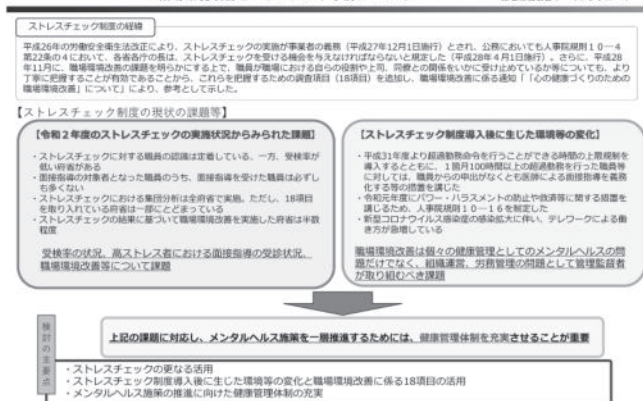 ストレスチェック制度の経緯
平成26年の労働安全衛生法改正により、ストレスチェックの実施が事業者の義務（平成27年12月1日施行）とされ、公務においても人事院規則10－4
第22条の4において、各省各庁の長は、ストレスチェックを受ける機会を与えなければならないと規定した（平成28年4月1日施行）。さらに、平成28
年11月に、職場環境改善の課題を明らかにする上で、職員が職場における自らの役割や上司、同僚との関係をいかに受け止めているか等についても、より
丁寧に把握することが有効であることから、これらを把握するための調査項目（18項目）を追加し、職場環境改善に係る通知「「心の健康づくりのための
職場環境改善」について」により、参考として示した。
【ストレスチェック制度の現状の課題等】
【令和２年度のストレスチェックの実施状況からみられた課題】
・ストレスチェックに対する職員の認識は定着している、一方、受検率が
低い府省がある
・面接指導の対象者となった職員のうち、面接指導を受けた職員は必ずし
も多くない
・ストレスチェックにおける集団分析は全府省で実施。ただし、18項目
を取り入れている府省は一部にとどまっている
・ストレスチェックの結果に基づいて職場環境改善を実施した府省は半数
程度
受検率の状況、高ストレス者における面接指導の受診状況、
職場環境改善等について課題
【ストレスチェック制度導入後に生じた環境等の変化】
・平成31年度より超過勤務命令を行うことができる時間の上限規制を
導入するとともに、1箇月100時間以上の超過勤務を行った職員等
に対しては、職員からの申出がなくとも医師による面接指導を義務
化する等の措置を講じた
・令和元年度にパワー・ハラスメントの防止や救済等に関する措置を
講じるため、人事院規則10－16を制定した
・新型コロナウイルス感染症の感染拡大に伴い、テレワークによる働
き方が急増している
職場環境改善は個々の健康管理としてのメンタルヘルスの問
題だけでなく、組織運営、労務管理の問題として管理監督者
が取り組むべき課題
上記の課題に対応し、メンタルヘルス施策を一層推進するためには、健康管理体制を充実させることが重要
検討の主要点
・ストレスチェックの更なる活用
・ストレスチェック制度導入後に生じた環境等の変化と職場環境改善に係る18項目の活用
・メンタルヘルス施策の推進に向けた健康管理体制の充実